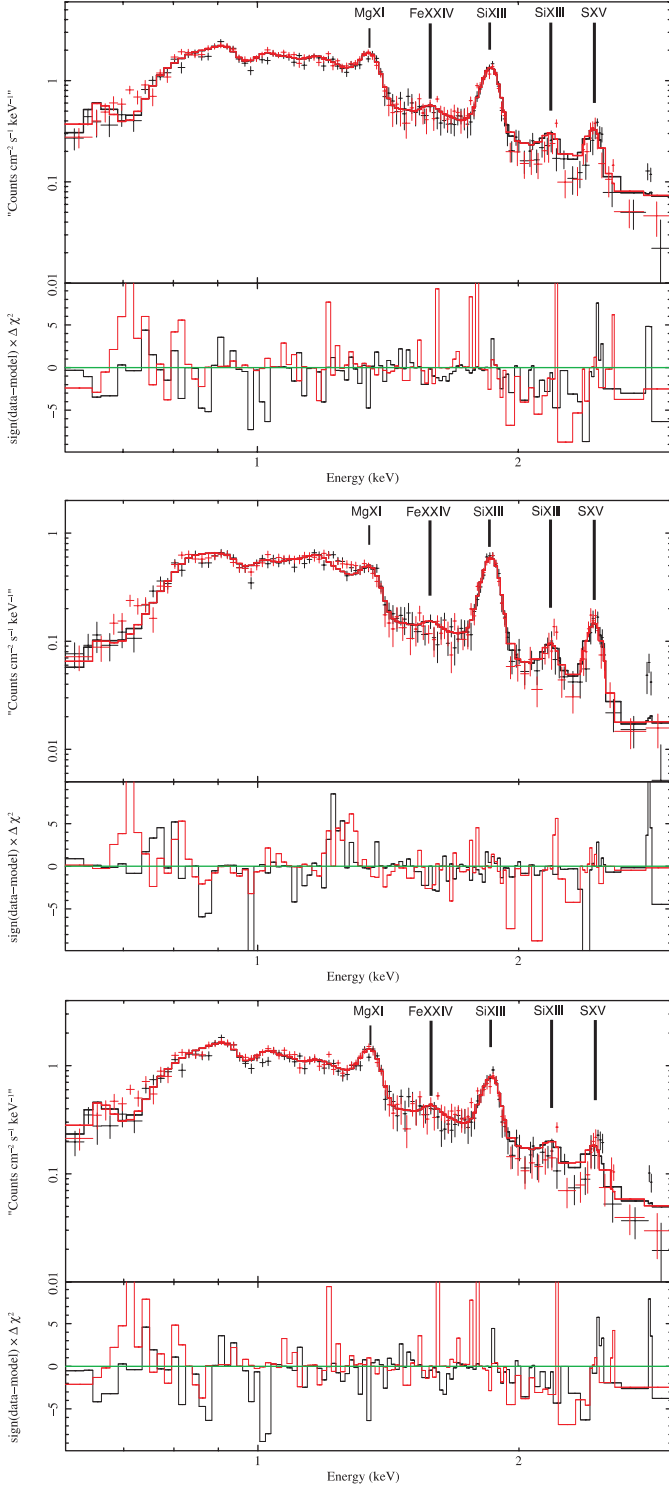 MgXI FeXXIV SiXIII SiXIII SXV
"Counts cm−2 s−1 keV−1"
1
0.1
0.01
sign(data−model) × Δ χ2
5
0
−5
1 2
Energy (keV)
MgXI FeXXIV SiXIII SiXIII SXV
"Counts cm−2 s−1 keV−1"
1
0.1
0.01
sign(data−model) × Δ χ2
5
0
−5
1 2
Energy (keV)
MgXI FeXXIV SiXIII SiXIII SXV
"Counts cm−2 s−1 keV−1"
1
0.1
0.01
sign(data−model) × Δ χ2
5
0
−5
1 2
Energy (keV)